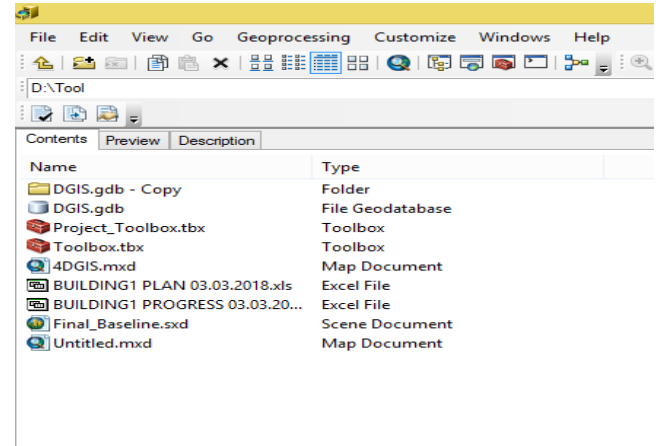 File Edit View Go Geoprocessing Customize Windows Help
D:\Tool
Contents Preview Description
Name Type
DGIS.gdb - Copy Folder
DGIS.gdb File Geodatabase
Project_Toolbox.tbx Toolbox
Toolbox.tbx Toolbox
4DGIS.mxd Map Document
BUILDING1 PLAN 03.03.2018.xls Excel File
BUILDING1 PROGRESS 03.03.20... Excel File
Final_Baseline.sxd Scene Document
Untitled.mxd Map Document